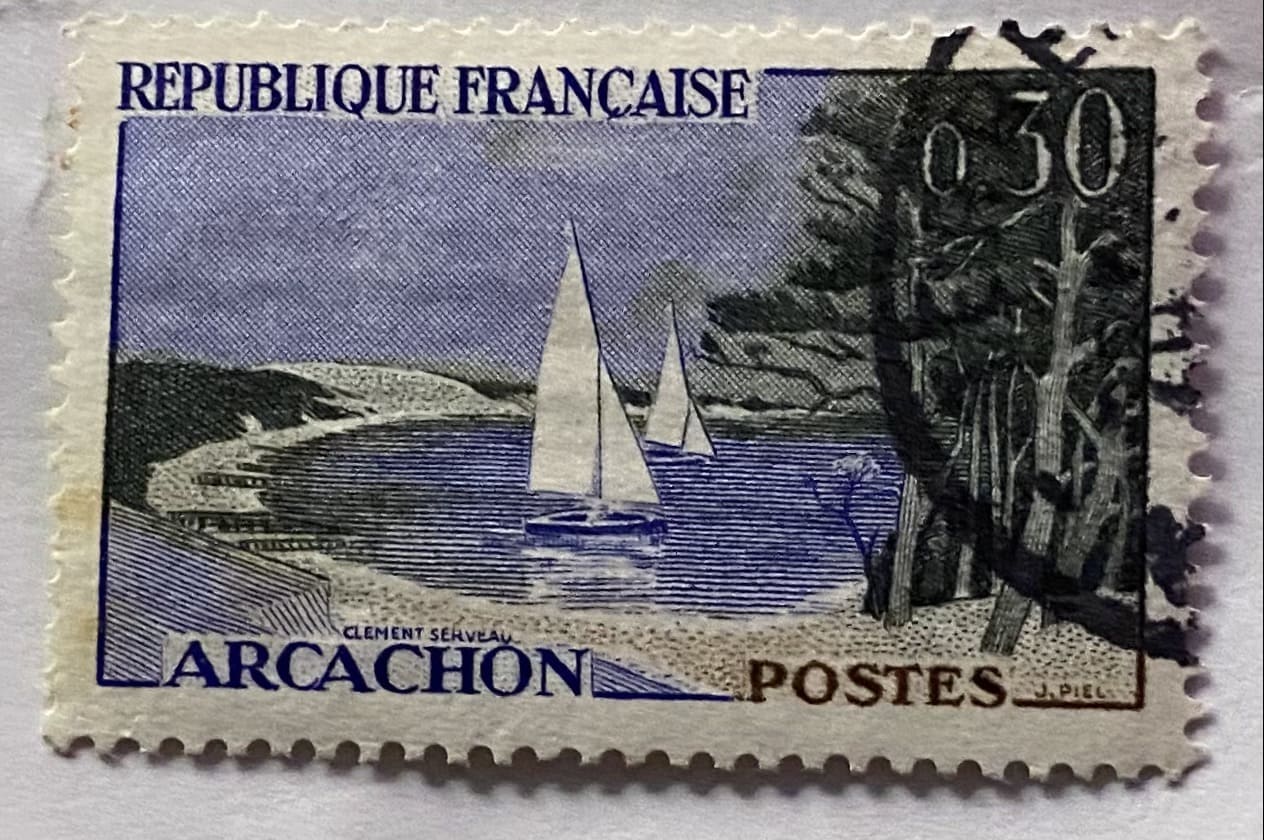 REPUBLIQUE FRANÇAISE
0.30
CLEMENT SERVEAU
ARCACHON
POSTES
J. PIEL